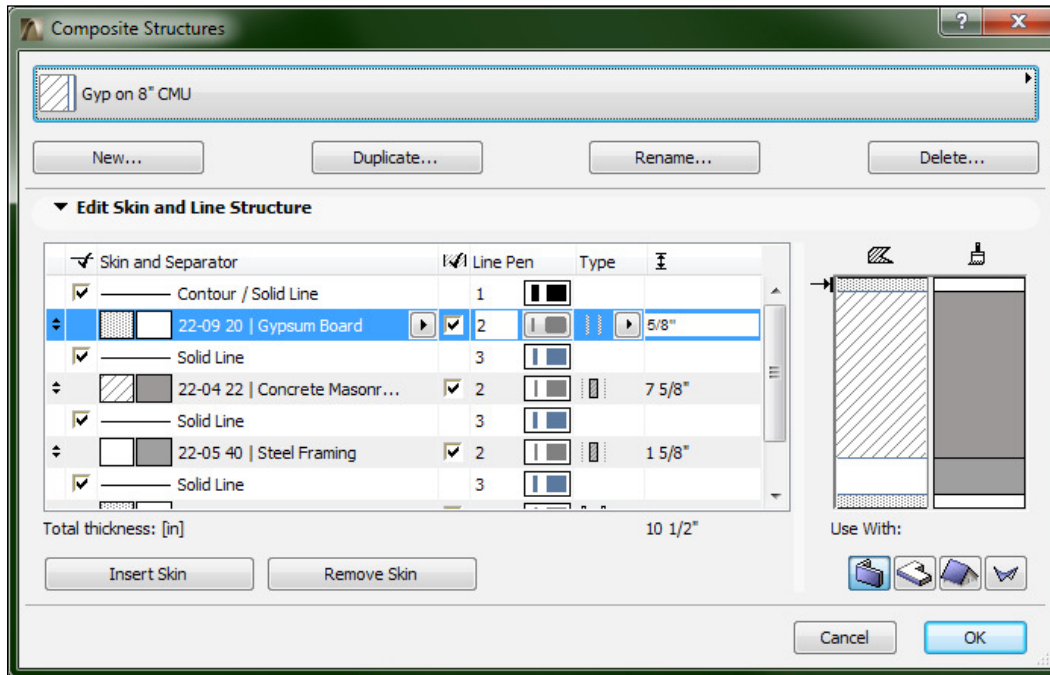 Composite Structures
?
X
Gyp on 8" CMU
New... Duplicate... Rename... Delete...
Edit Skin and Line Structure
Skin and Separator Line Pen Type
Contour / Solid Line 1
22-09 20 | Gypsum Board 2 5/8"
Solid Line 3
22-04 22 | Concrete Masonr... 2 7 5/8"
Solid Line 3
22-05 40 | Steel Framing 2 1 5/8"
Solid Line 3
Total thickness: [in] 10 1/2"
Use With:
Insert Skin Remove Skin
Cancel OK